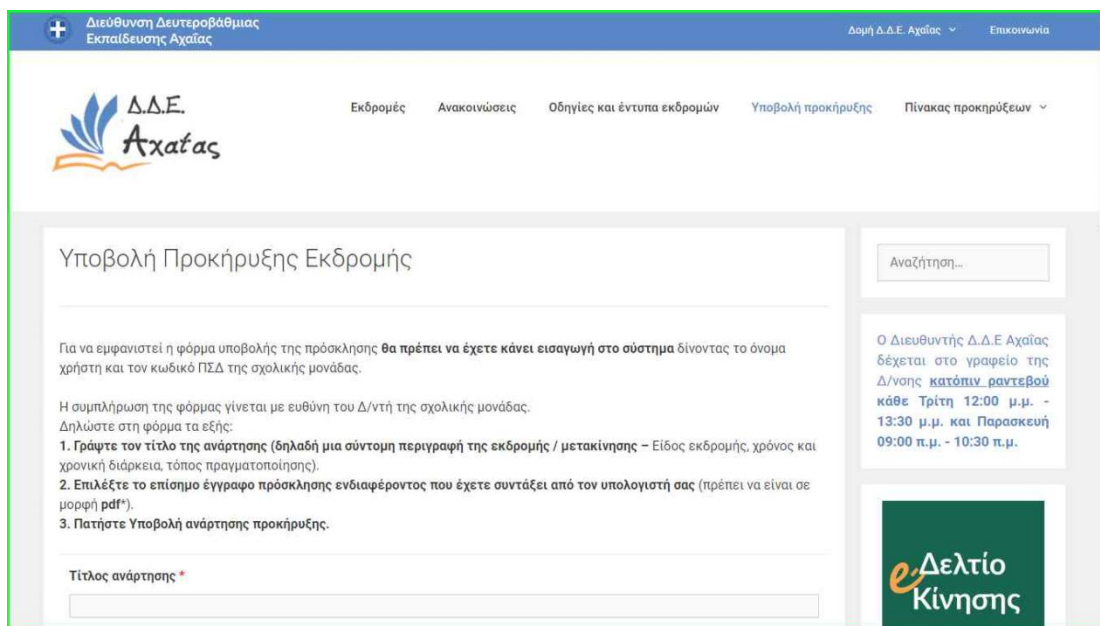 Διεύθυνση Δευτεροβάθμιας
Εκπαίδευσης Αχαΐας
Δομή Δ.Δ.Ε. Αχαΐας
Επικοινωνία
Δ.Δ.Ε.
Αχαΐας
Εκδρομές
Ανακοινώσεις
Οδηγίες και έντυπα εκδρομών
Υποβολή προκήρυξης
Πίνακας προκηρύξεων
Υποβολή Προκήρυξης Εκδρομής
Για να εμφανιστεί η φόρμα υποβολής της πρόσκλησης θα πρέπει να έχετε κάνει εισαγωγή στο σύστημα δίνοντας το όνομα
χρήστη και τον κωδικό ΠΣΔ της σχολικής μονάδας.
Η συμπλήρωση της φόρμας γίνεται με ευθύνη του Δ/ντή της σχολικής μονάδας.
Δηλώστε στη φόρμα τα εξής:
1. Γράψτε τον τίτλο της ανάρτησης (δηλαδή μια σύντομη περιγραφή της εκδρομής / μετακίνησης – Είδος εκδρομής, χρόνος και
χρονική διάρκεια, τόπος πραγματοποίησης).
2. Επιλέξτε το επίσημο έγγραφο πρόσκλησης ενδιαφέροντος που έχετε συντάξει από τον υπολογιστή σας (πρέπει να είναι σε
μορφή pdf*).
3. Πατήστε Υποβολή ανάρτησης προκήρυξης.
Τίτλος ανάρτησης *
Αναζήτηση…
Ο Διευθυντής Δ.Δ.Ε Αχαΐας
δέχεται στο γραφείο της
Δ/νσης κατόπιν ραντεβού
κάθε Τρίτη 12:00 μ.μ. -
13:30 μ.μ. και Παρασκευή
09:00 π.μ. - 10:30 π.μ.
e-Δελτίο
Κίνησης